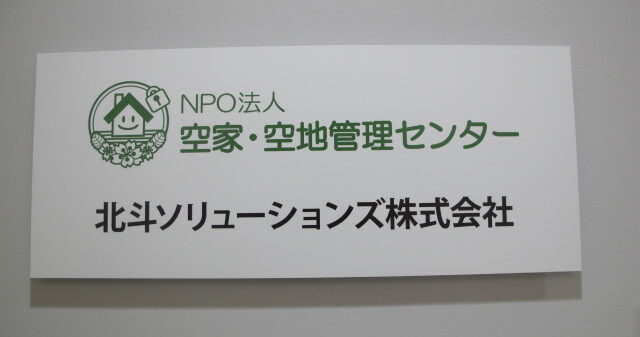 NPO法人
空家・空地管理センター
北斗ソリューションズ株式会社